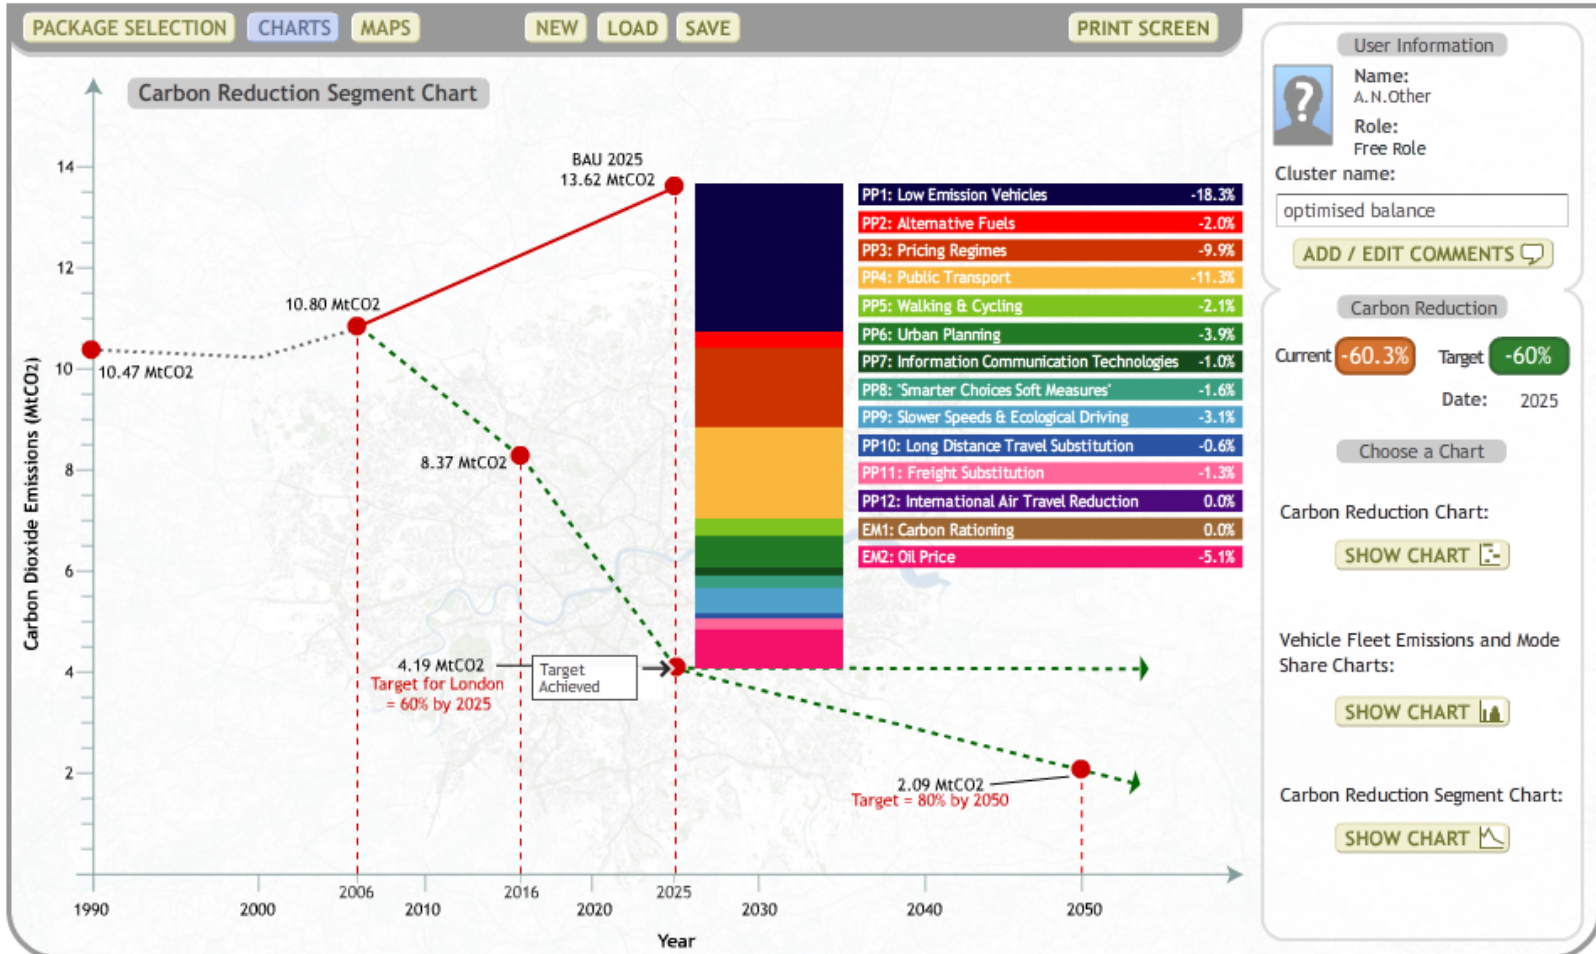 PACKAGE SELECTION
CHARTS
MAPS
NEW
LOAD
SAVE
PRINT SCREEN
Carbon Reduction Segment Chart
Carbon Dioxide Emissions (MtCO2)
14
12
10
8
6
4
2
BAU 2025
13.62 MtCO2
10.80 MtCO2
10.47 MtCO2
8.37 MtCO2
4.19 MtCO2
Target for London
= 60% by 2025
Target
Achieved
2.09 MtCO2
Target = 80% by 2050
PP1: Low Emission Vehicles -18.3%
PP2: Alternative Fuels -2.0%
PP3: Pricing Regimes -9.9%
PP4: Public Transport -11.3%
PP5: Walking & Cycling -2.1%
PP6: Urban Planning -3.9%
PP7: Information Communication Technologies -1.0%
PP8: 'Smarter Choices Soft Measures' -1.6%
PP9: Slower Speeds & Ecological Driving -3.1%
PP10: Long Distance Travel Substitution -0.6%
PP11: Freight Substitution -1.3%
PP12: International Air Travel Reduction 0.0%
EM1: Carbon Rationing 0.0%
EM2: Oil Price -5.1%
2006
2016
2025
1990
2000
2010
2020
2030
2040
2050
Year
User Information
?
Name:
A.N.Other
Role:
Free Role
Cluster name:
optimised balance
ADD / EDIT COMMENTS
Carbon Reduction
Current -60.3% Target -60%
Date: 2025
Choose a Chart
Carbon Reduction Chart:
SHOW CHART
Vehicle Fleet Emissions and Mode
Share Charts:
SHOW CHART
Carbon Reduction Segment Chart:
SHOW CHART